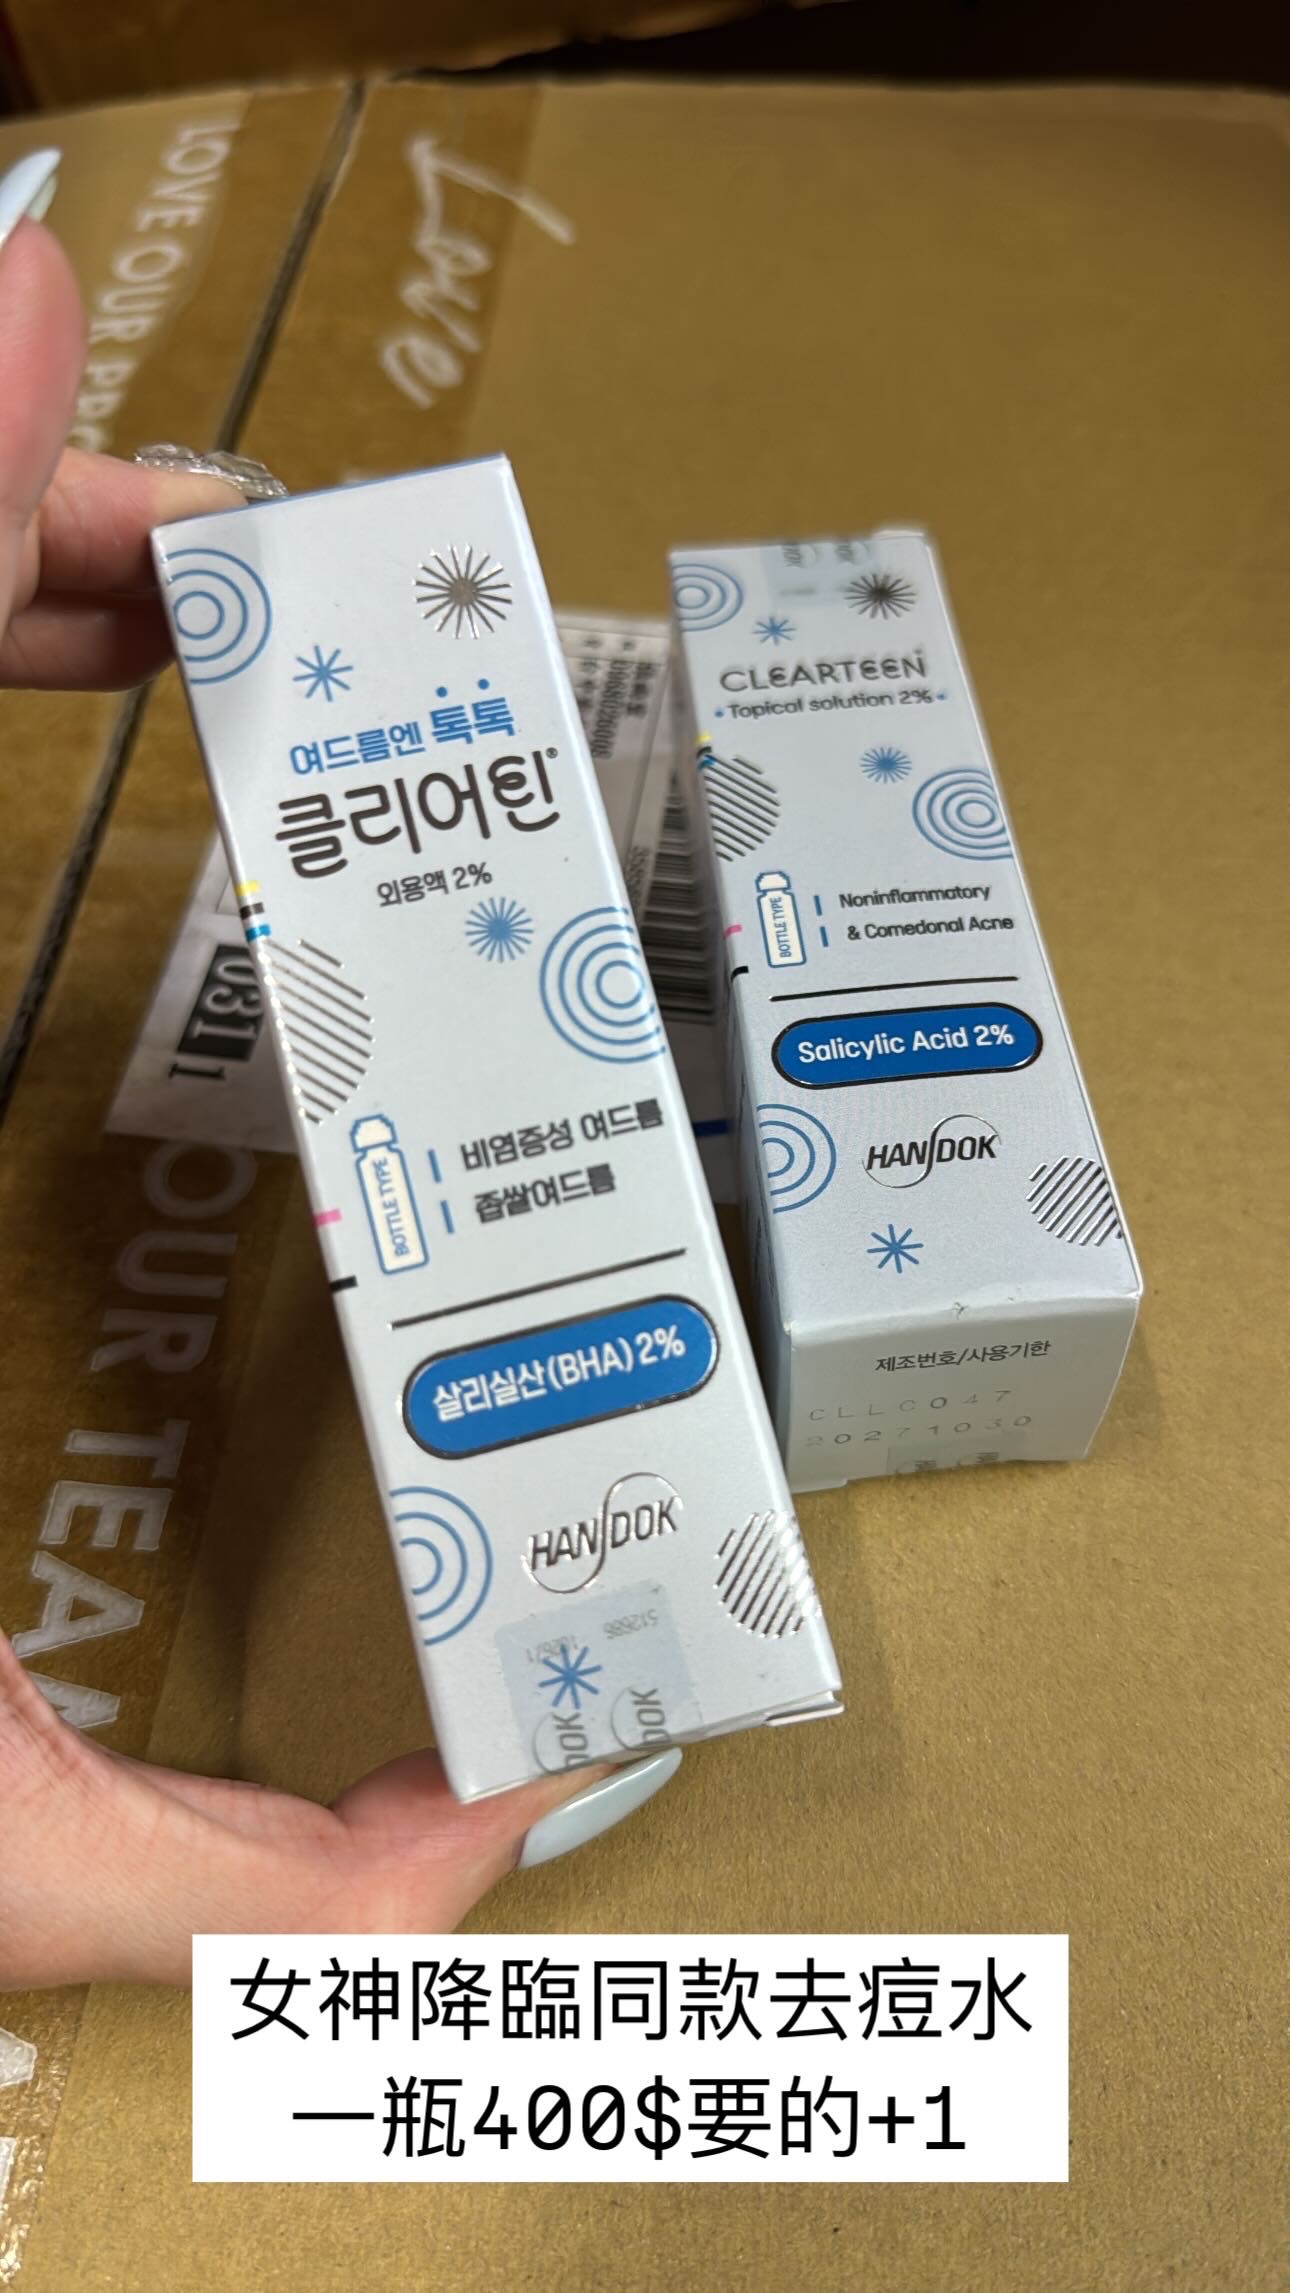 LOVE OUR
Love
여드름엔 톡톡
클리어틴®
외용액 2%
BOTTLE TYPE
비염증성 여드름
좁쌀여드름
살리실산(BHA) 2%
HANDOK
CLEARTEEN
Topical solution 2%
BOTTLE TYPE
Noninflammatory
& Comedonal Acne
Salicylic Acid 2%
HANDOK
제조번호/사용기한
CLLC047
20271030
031 1
OUR TEAM
女神降臨同款去痘水
一瓶400$要的+1